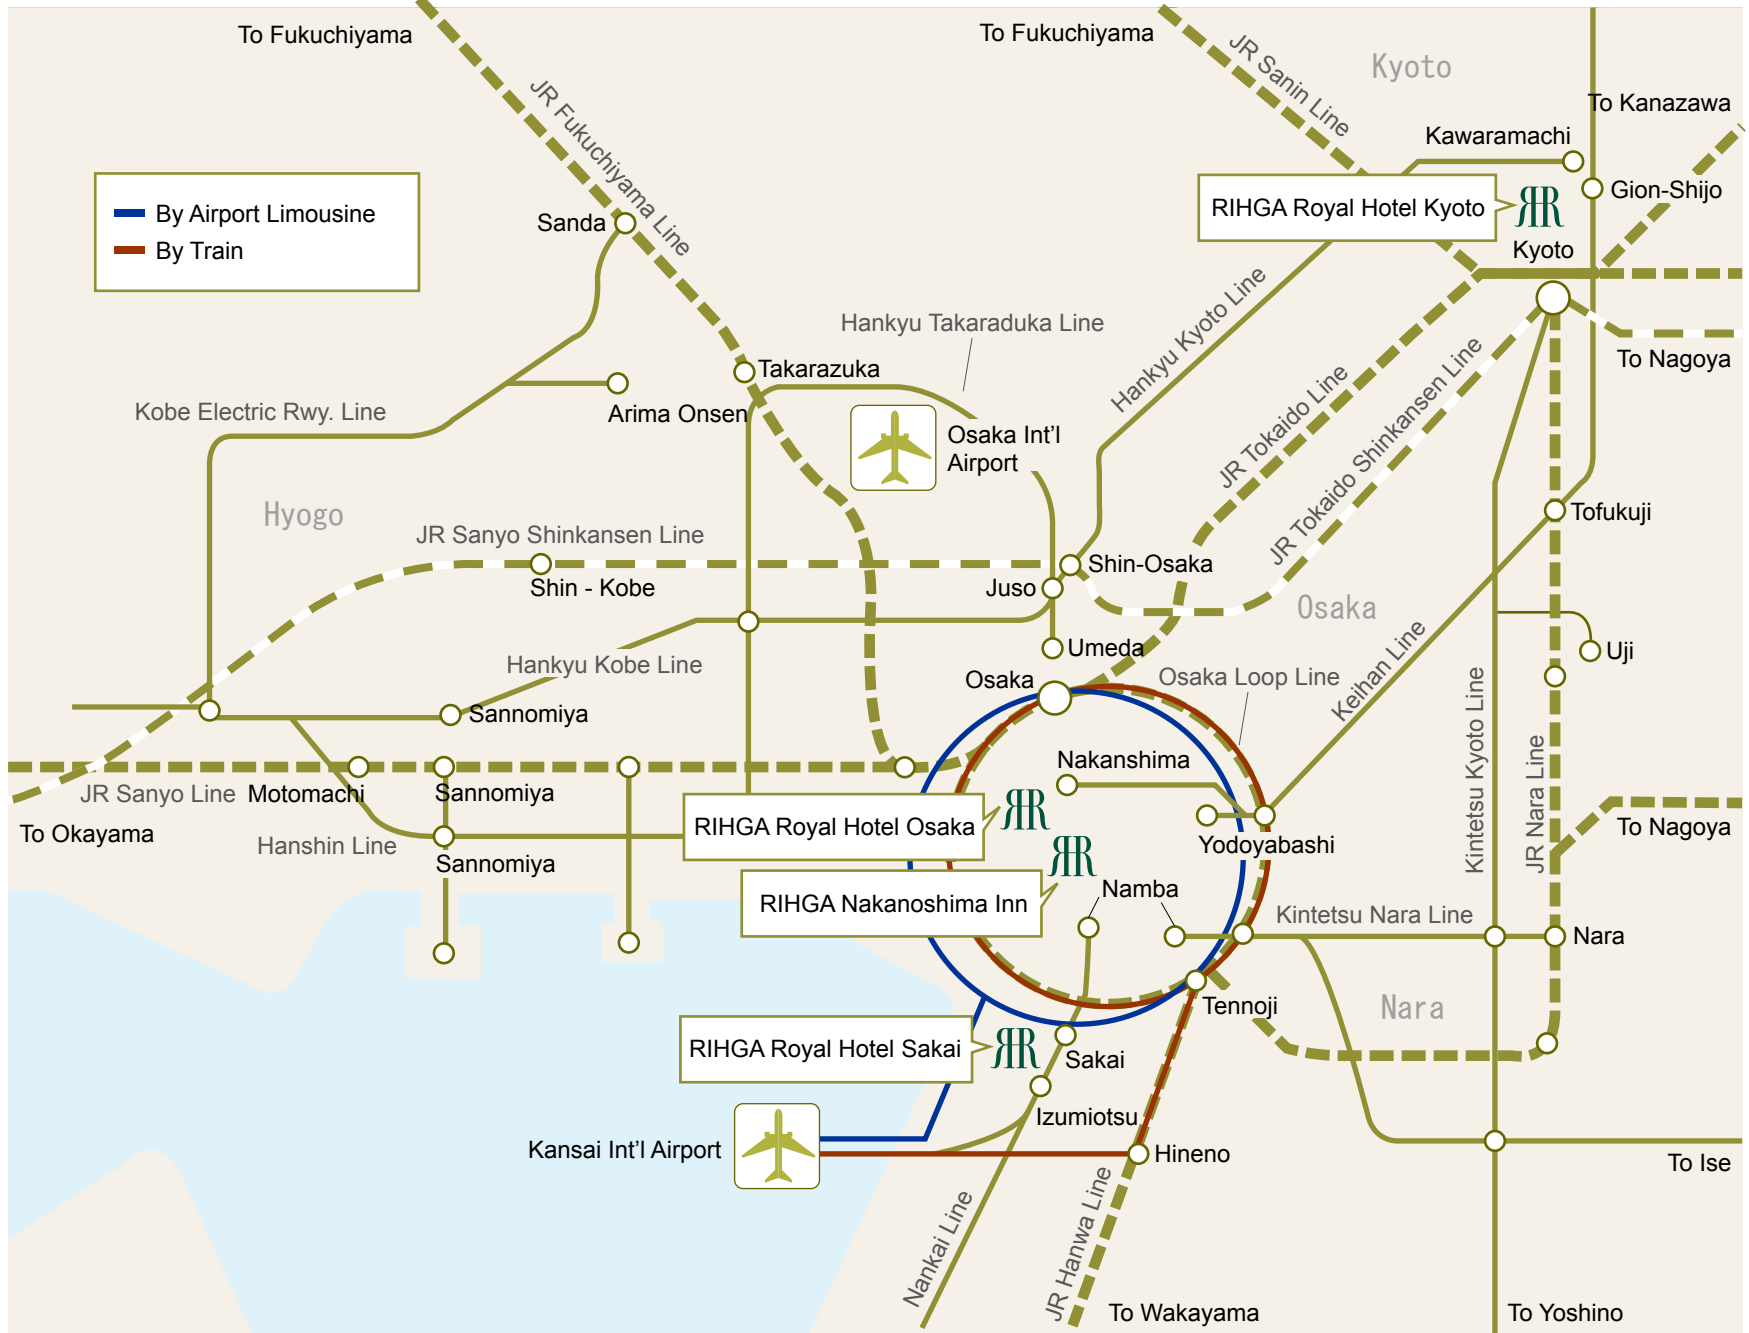 To Fukuchiyama
To Fukuchiyama
JR Sanin Line
Kyoto
To Kanazawa
Kawaramachi
JR Fukuchiyama Line
By Airport Limousine
By Train
Sanda
RIHGA Royal Hotel Kyoto
Gion-Shijo
Kyoto
Hankyu Takaraduka Line
Hankyu Kyoto Line
To Nagoya
Takarazuka
Kobe Electric Rwy. Line
Arima Onsen
Osaka Int'l
Airport
JR Tokaido Line
JR Tokaido Shinkansen Line
Hyogo
JR Sanyo Shinkansen Line
Tofukuji
Shin - Kobe
Shin-Osaka
Juso
Osaka
Umeda
Uji
Hankyu Kobe Line
Osaka
Osaka Loop Line
Keihan Line
Kintetsu Kyoto Line
JR Nara Line
Sannomiya
Nakanshima
JR Sanyo Line
Motomachi
Sannomiya
To Okayama
Hanshin Line
Sannomiya
RIHGA Royal Hotel Osaka
Yodoyabashi
To Nagoya
RIHGA Nakanoshima Inn
Namba
Kintetsu Nara Line
Nara
Tennoji
Nara
RIHGA Royal Hotel Sakai
Sakai
Izumiotsu
Kansai Int'l Airport
Hineno
To Ise
Nankai Line
JR Hanwa Line
To Wakayama
To Yoshino